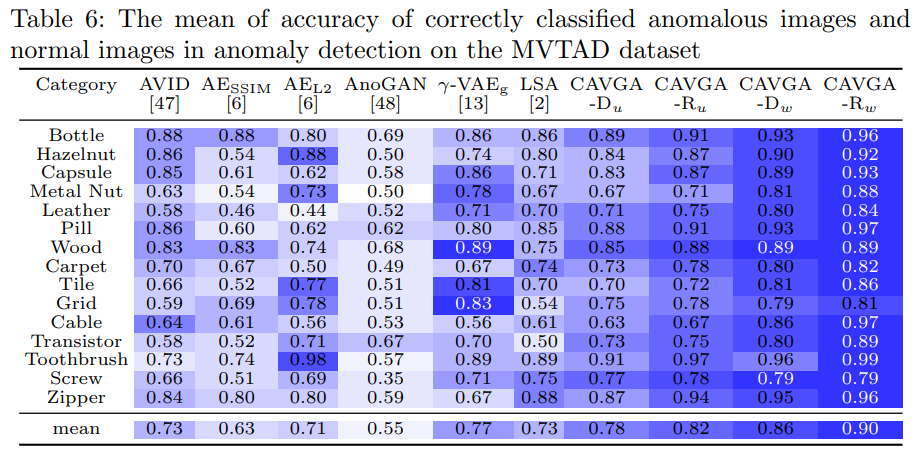 Table 6: The mean of accuracy of correctly classified anomalous images and
normal images in anomaly detection on the MVTAD dataset
Category AVID AE_SSIM AE_L2 AnoGAN γ-VAE_g LSA CAVGA CAVGA CAVGA CAVGA
[47] [6] [6] [48] [13] [2] -D_u -R_u -D_w -R_w
Bottle 0.88 0.88 0.80 0.69 0.86 0.86 0.89 0.91 0.93 0.96
Hazelnut 0.86 0.54 0.88 0.50 0.74 0.80 0.84 0.87 0.90 0.92
Capsule 0.85 0.61 0.62 0.58 0.86 0.71 0.83 0.87 0.89 0.93
Metal Nut 0.63 0.54 0.73 0.50 0.78 0.67 0.67 0.71 0.81 0.88
Leather 0.58 0.46 0.44 0.52 0.71 0.70 0.71 0.75 0.80 0.84
Pill 0.86 0.60 0.62 0.62 0.80 0.85 0.88 0.91 0.93 0.97
Wood 0.83 0.83 0.74 0.68 0.89 0.75 0.85 0.88 0.89 0.89
Carpet 0.70 0.67 0.50 0.49 0.67 0.74 0.73 0.78 0.80 0.82
Tile 0.66 0.52 0.77 0.51 0.81 0.70 0.70 0.72 0.81 0.86
Grid 0.59 0.69 0.78 0.51 0.83 0.54 0.75 0.78 0.79 0.81
Cable 0.64 0.61 0.56 0.53 0.56 0.61 0.63 0.67 0.86 0.97
Transistor 0.58 0.52 0.71 0.67 0.70 0.50 0.73 0.75 0.80 0.89
Toothbrush 0.73 0.74 0.98 0.57 0.89 0.89 0.91 0.97 0.96 0.99
Screw 0.66 0.51 0.69 0.35 0.71 0.75 0.77 0.78 0.79 0.79
Zipper 0.84 0.80 0.80 0.59 0.67 0.88 0.87 0.94 0.95 0.96
mean 0.73 0.63 0.71 0.55 0.77 0.73 0.78 0.82 0.86 0.90